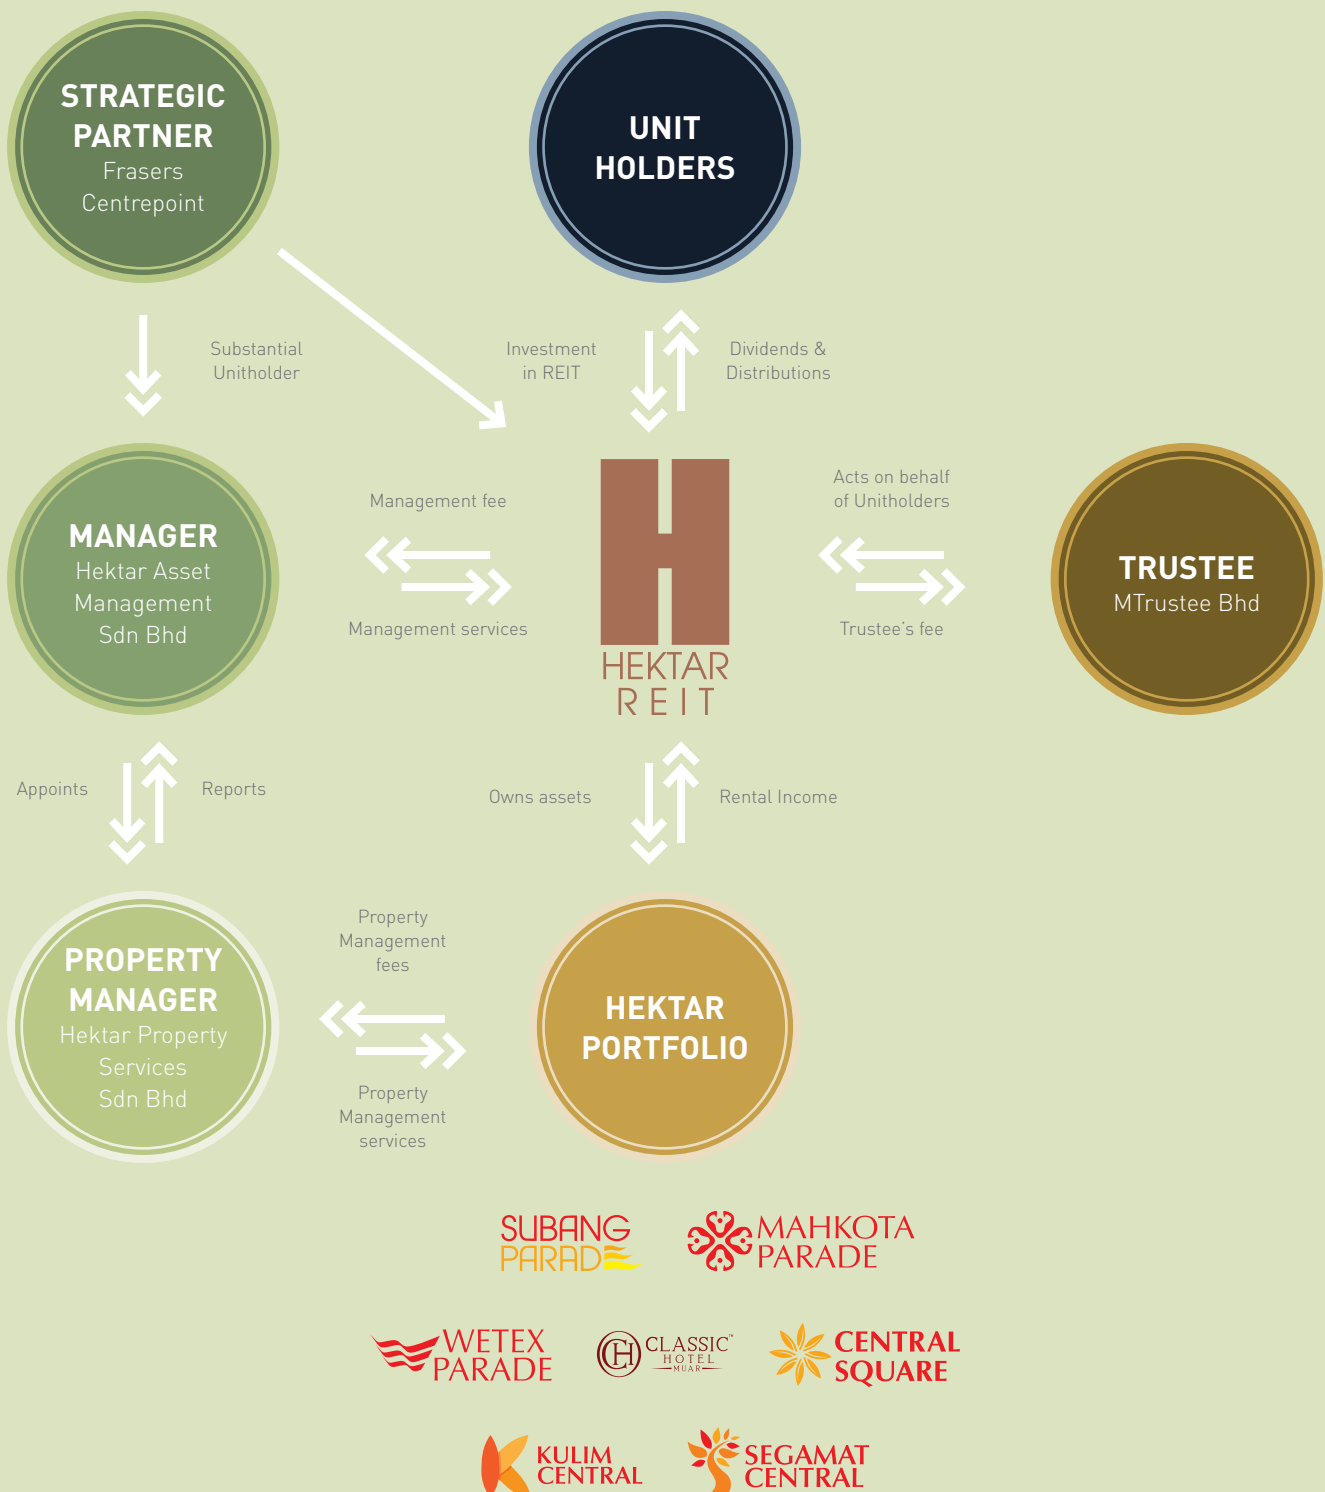 STRATEGIC
PARTNER
Frasers
Centrepoint
UNIT
HOLDERS
Substantial
Unitholder
Investment
in REIT
Dividends &
Distributions
MANAGER
Hektar Asset
Management
Sdn Bhd
Management fee
Management services
H
HEKTAR
REIT
Acts on behalf
of Unitholders
Trustee's fee
TRUSTEE
MTrustee Bhd
Appoints
Reports
Owns assets
Rental Income
PROPERTY
MANAGER
Hektar Property
Services
Sdn Bhd
Property
Management
fees
Property
Management
services
HEKTAR
PORTFOLIO
SUBANG
PARADE
MAHKOTA
PARADE
WETEX
PARADE
CH
CLASSIC™
HOTEL
MUAR
CENTRAL
SQUARE
KULIM
CENTRAL
SEGAMAT
CENTRAL